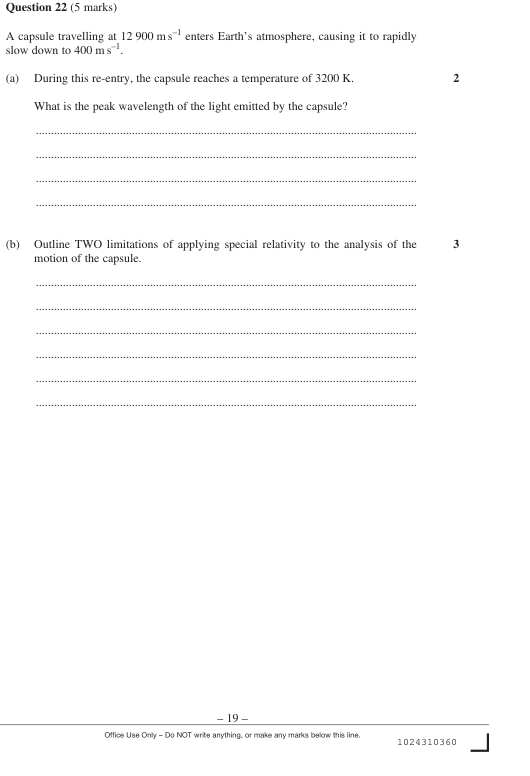 Question 22 (5 marks)
A capsule travelling at 12 900 m s⁻¹ enters Earth's atmosphere, causing it to rapidly
slow down to 400 m s⁻¹.
(a) During this re-entry, the capsule reaches a temperature of 3200 K. 2
What is the peak wavelength of the light emitted by the capsule?
................................................................................................................................
................................................................................................................................
................................................................................................................................
................................................................................................................................
(b) Outline TWO limitations of applying special relativity to the analysis of the 3
motion of the capsule.
................................................................................................................................
................................................................................................................................
................................................................................................................................
................................................................................................................................
................................................................................................................................
................................................................................................................................
– 19 –
Office Use Only – Do NOT write anything, or make any marks below this line.
1024310360